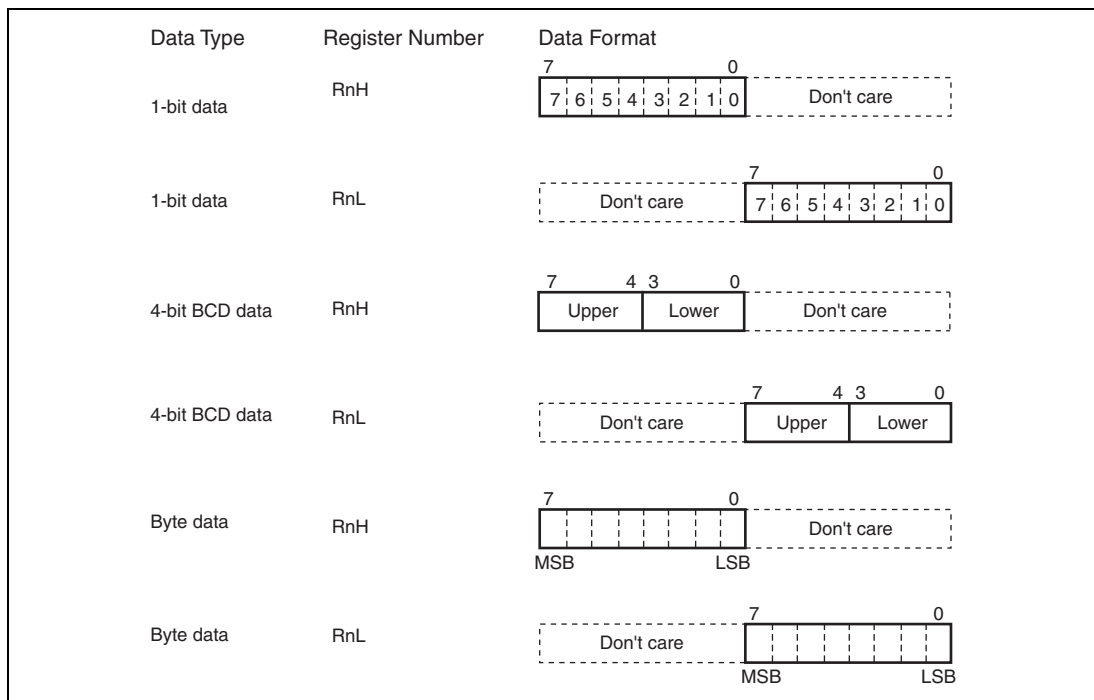 Data Type Register Number Data Format
7 0
1-bit data RnH 7 6 5 4 3 2 1 0 Don't care
7 0
1-bit data RnL Don't care 7 6 5 4 3 2 1 0
7 4 3 0
4-bit BCD data RnH Upper Lower Don't care
7 4 3 0
4-bit BCD data RnL Don't care Upper Lower
7 0
Byte data RnH Don't care
MSB LSB
7 0
Byte data RnL Don't care
MSB LSB